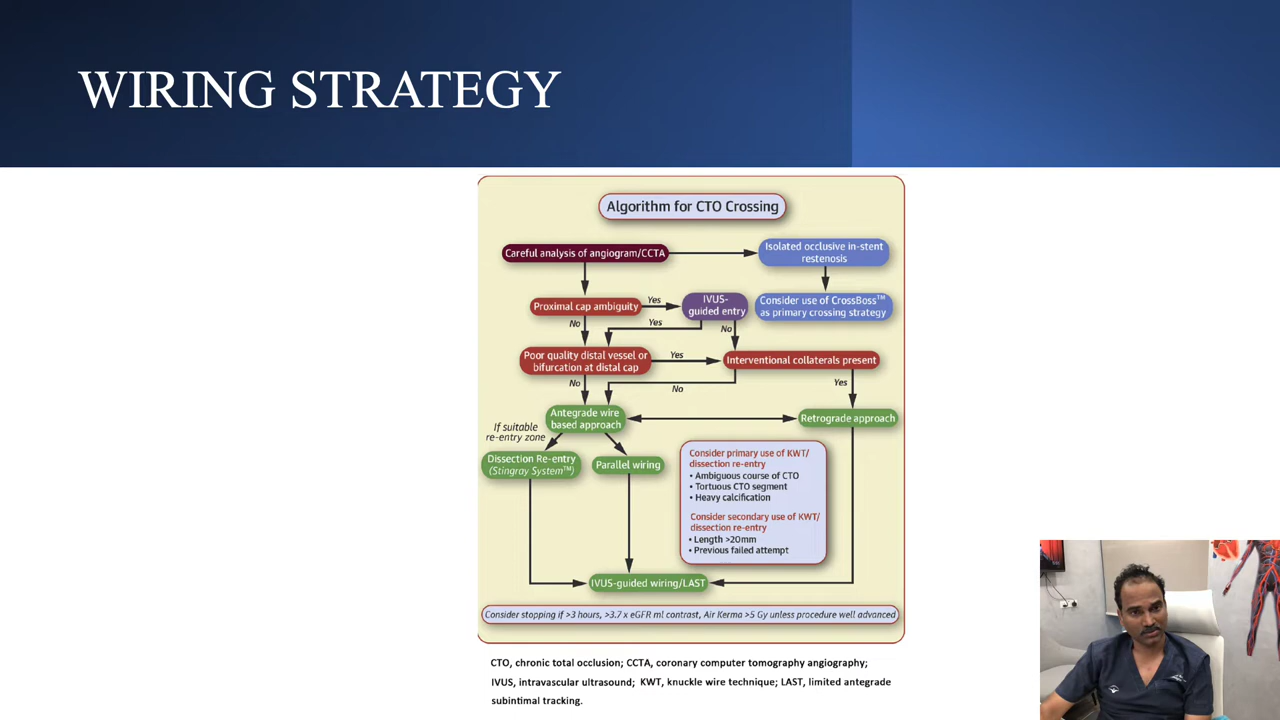 WIRING STRATEGY
Algorithm for CTO Crossing
Careful analysis of angiogram/CCTA
Isolated occlusive in-stent
restenosis
Proximal cap ambiguity
Yes
IVUS-
guided entry
Consider use of CrossBoss™
as primary crossing strategy
No
Yes
No
Poor quality distal vessel or
bifurcation at distal cap
Yes
Interventional collaterals present
No
No
Yes
Antegrade wire
based approach
Retrograde approach
If suitable
re-entry zone
Dissection Re-entry
(Stingray System™)
Parallel wiring
Consider primary use of KWT/
dissection re-entry
• Ambiguous course of CTO
• Tortuous CTO segment
• Heavy calcification
Consider secondary use of KWT/
dissection re-entry
• Length >20mm
• Previous failed attempt
IVUS-guided wiring/LAST
Consider stopping if >3 hours, >3.7 x eGFR ml contrast, Air Kerma >5 Gy unless procedure well advanced
CTO, chronic total occlusion; CCTA, coronary computer tomography angiography;
IVUS, intravascular ultrasound; KWT, knuckle wire technique; LAST, limited antegrade
subintimal tracking.